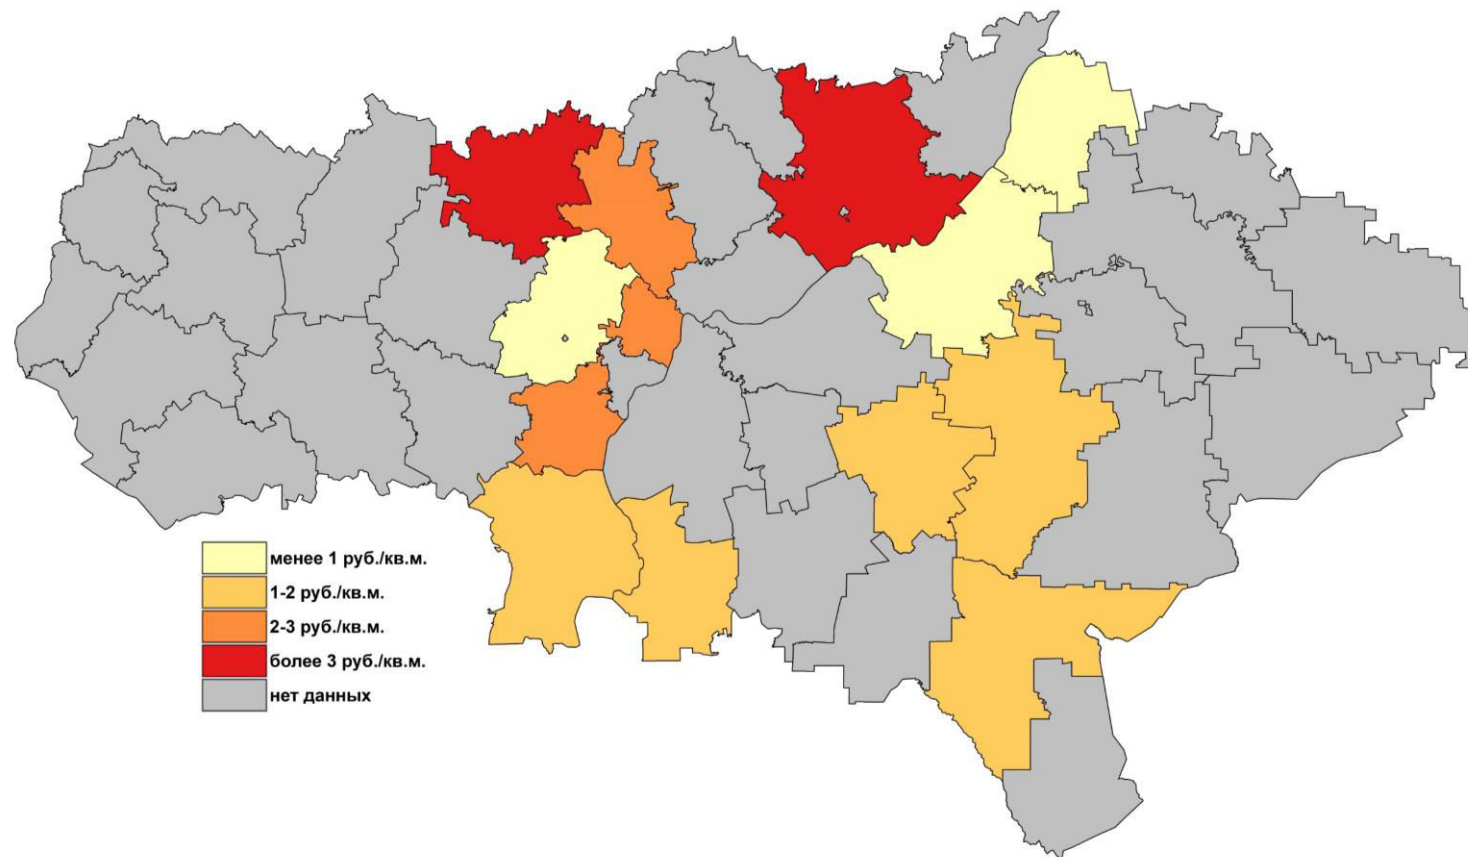 менее 1 руб./кв.м.
1-2 руб./кв.м.
2-3 руб./кв.м.
более 3 руб./кв.м.
нет данных